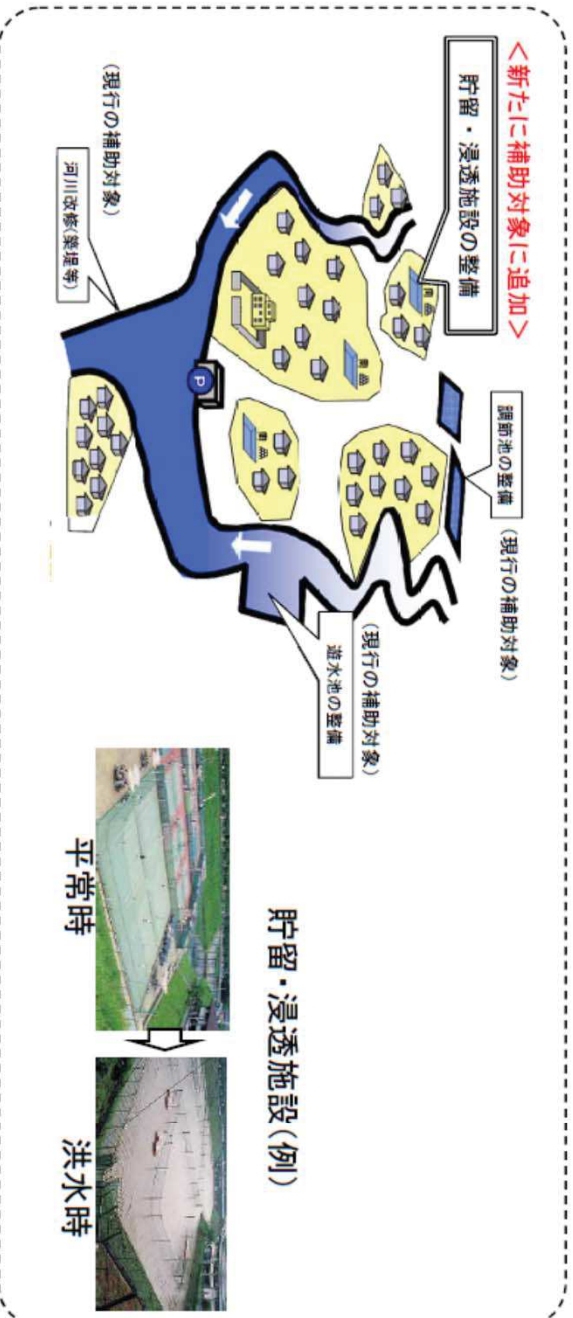 ＜新たに補助対象に追加＞
貯留・浸透施設の整備
調節池の整備
(現行の補助対象)
(現行の補助対象)
遊水池の整備
P
河川改修(築堤等)
(現行の補助対象)
貯留・浸透施設(例)
平常時
洪水時